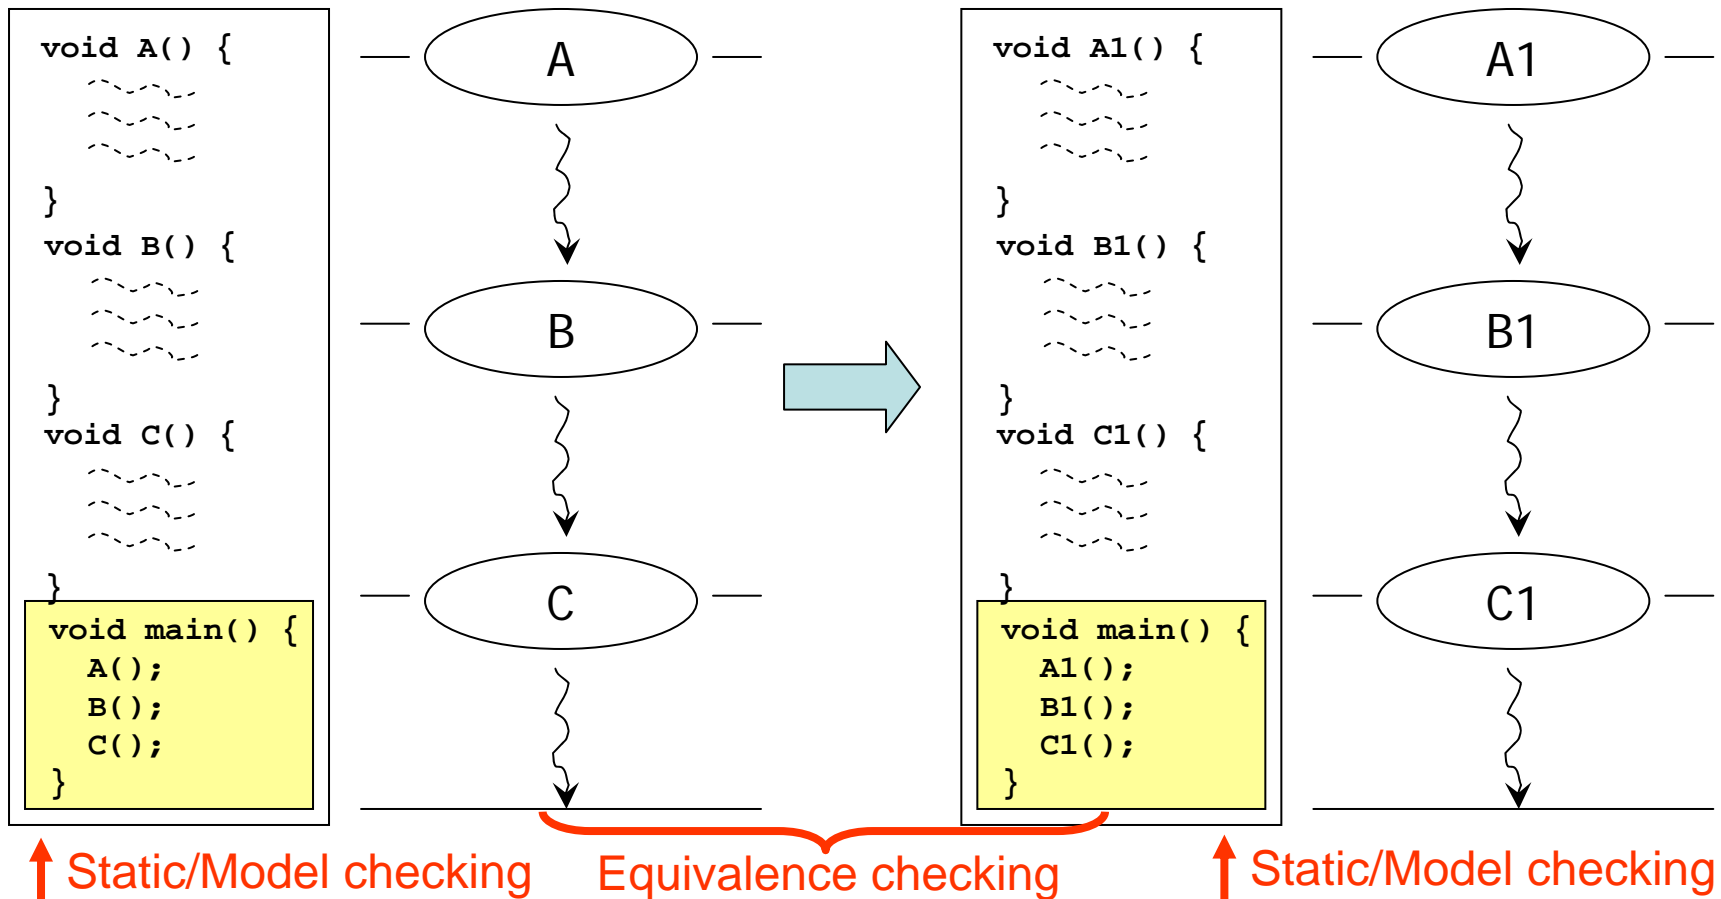 void A() {
}
void B() {
}
void C() {
}
void main() {
A();
B();
C();
}
A
B
C
void A1() {
}
void B1() {
}
void C1() {
}
void main() {
A1();
B1();
C1();
}
A1
B1
C1
Static/Model checking
Equivalence checking
Static/Model checking